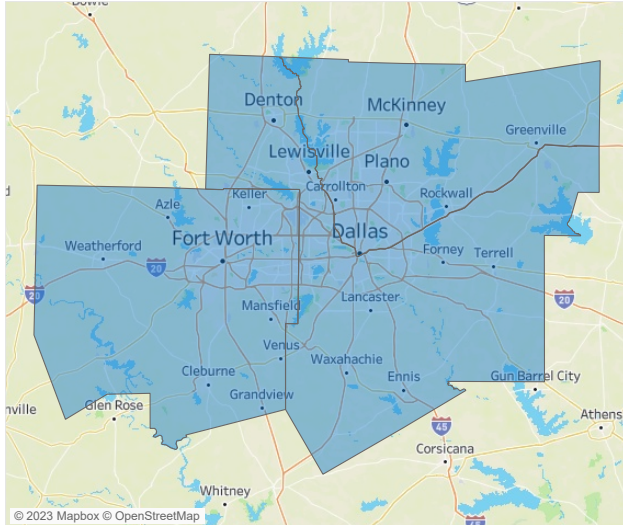 Bowie
Denton
McKinney
Greenville
Lewisville
Plano
Carrollton
Keller
Rockwall
Azle
Fort Worth
Dallas
Weatherford
Forney
Terrell
20
20
20
Mansfield
Lancaster
Venus
Waxahachie
Cleburne
Ennis
Gun Barrel City
Grandview
Glen Rose
nville
Athens
45
Corsicana
Whitney
45
© 2023 Mapbox © OpenStreetMap